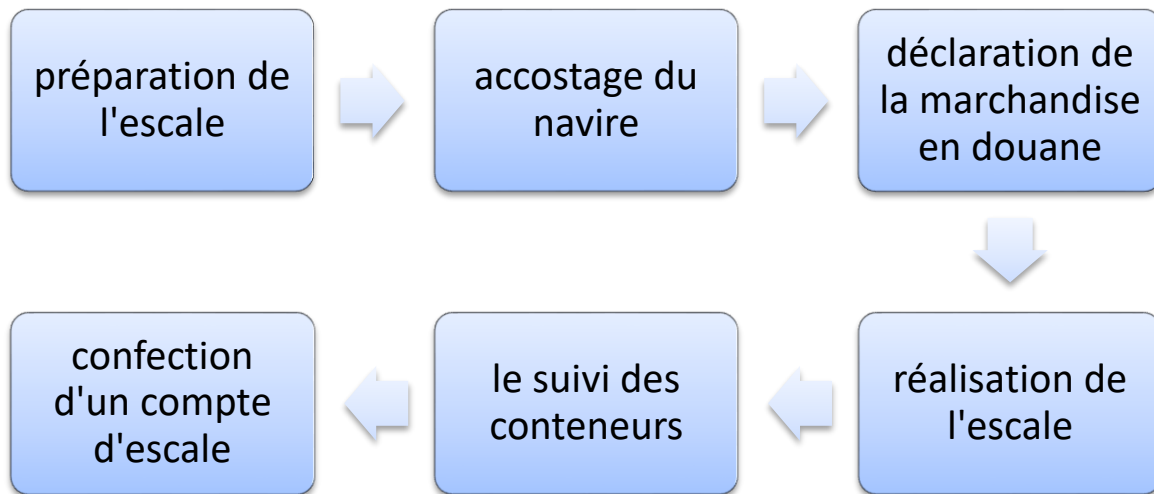 préparation de
l'escale
accostage du
navire
déclaration de
la marchandise
en douane
réalisation de
l'escale
le suivi des
conteneurs
confection
d'un compte
d'escale